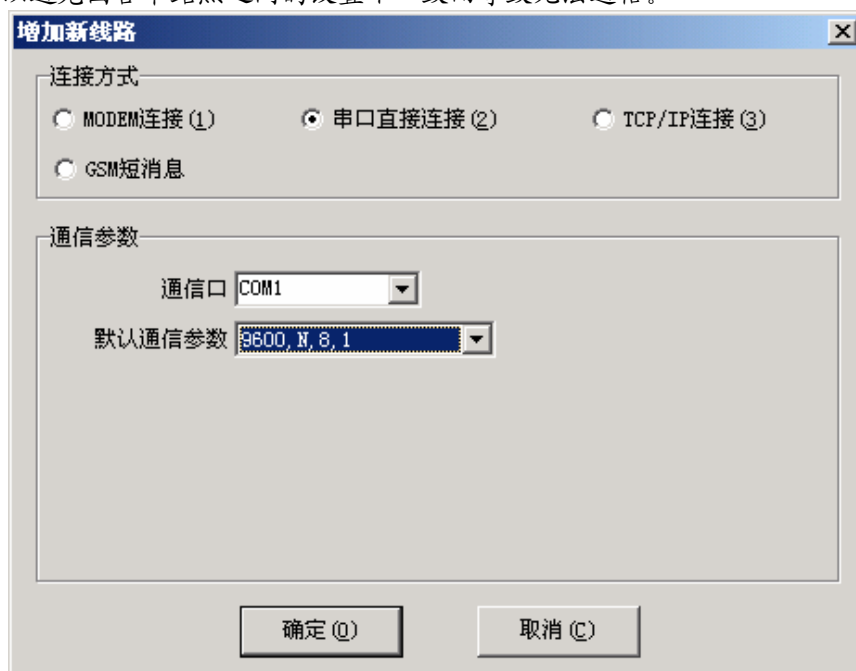 增加新线路
连接方式
MODEM连接(1) 串口直接连接(2) TCP/IP连接(3)
GSM短消息
通信参数
通信口 COM1
默认通信参数 9600,N,8,1
确定(O) 取消(C)